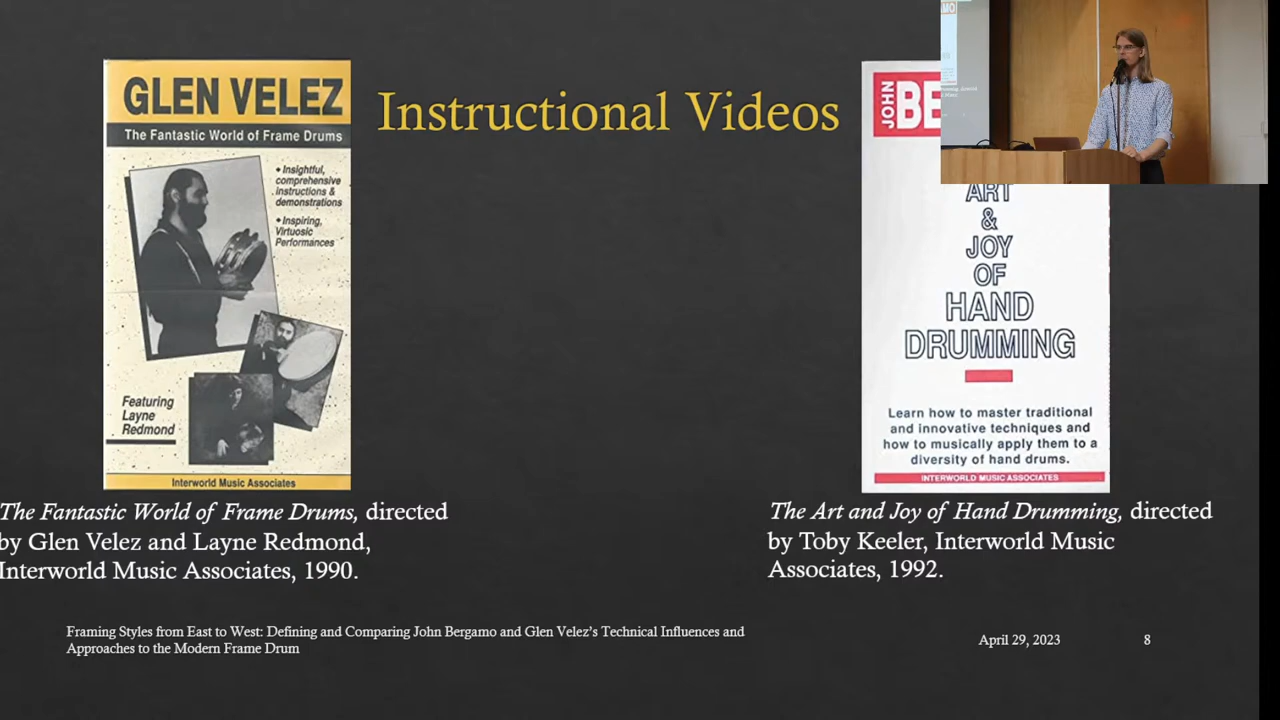 GLEN VELEZ
The Fantastic World of Frame Drums
• Insightful,
comprehensive
instructions &
demonstrations
• Inspiring,
Virtuosic
Performances
Featuring
Layne
Redmond
Interworld Music Associates
Instructional Videos
JOHN
BE
ART
&
JOY
OF
HAND
DRUMMING
Learn how to master traditional
and innovative techniques and
how to musically apply them to a
diversity of hand drums.
INTERWORLD MUSIC ASSOCIATES
The Fantastic World of Frame Drums, directed
by Glen Velez and Layne Redmond,
Interworld Music Associates, 1990.
The Art and Joy of Hand Drumming, directed
by Toby Keeler, Interworld Music
Associates, 1992.
Framing Styles from East to West: Defining and Comparing John Bergamo and Glen Velez's Technical Influences and
Approaches to the Modern Frame Drum
April 29, 2023
8